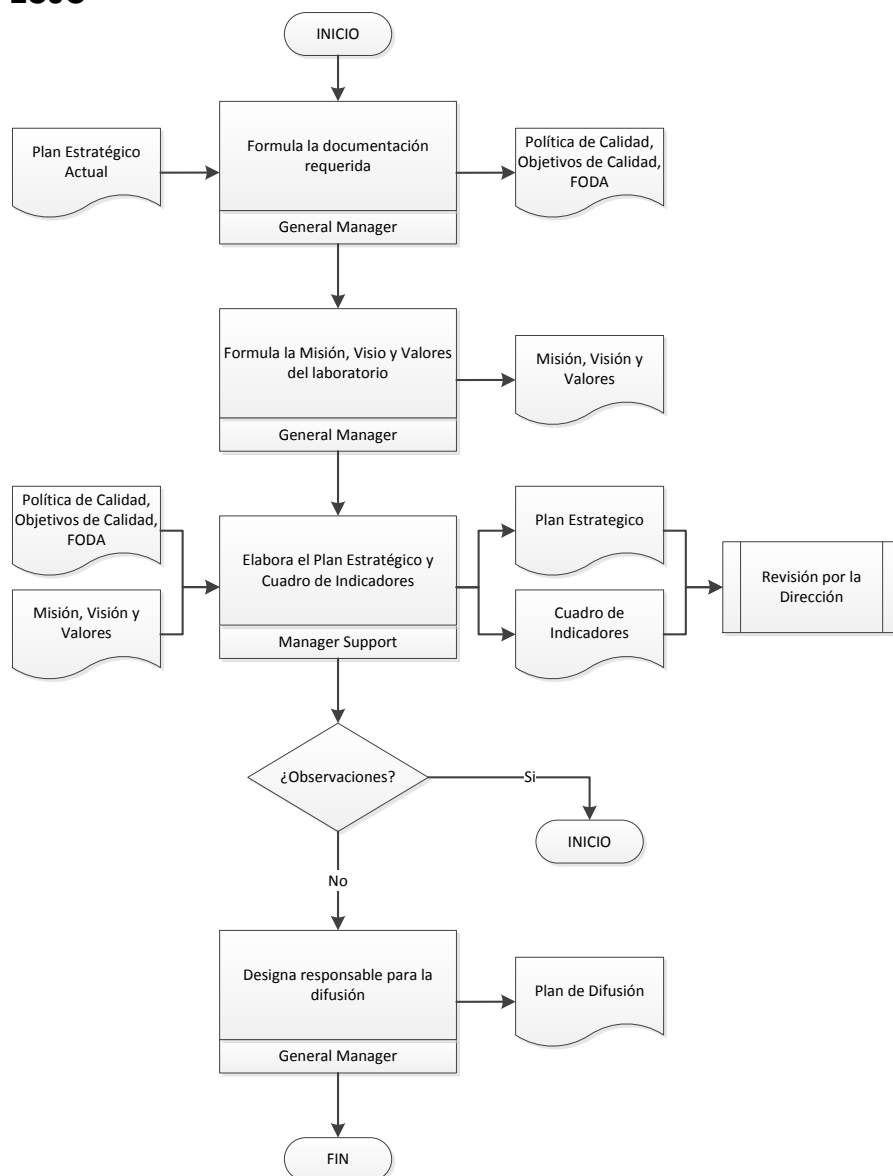 INICIO
Plan Estratégico
Actual
Formula la documentación
requerida
General Manager
Política de Calidad,
Objetivos de Calidad,
FODA
Formula la Misión, Visio y Valores
del laboratorio
General Manager
Misión, Visión y
Valores
Política de Calidad,
Objetivos de Calidad,
FODA
Misión, Visión y
Valores
Elabora el Plan Estratégico y
Cuadro de Indicadores
Manager Support
Plan Estrategico
Cuadro de
Indicadores
Revisión por la
Dirección
¿Observaciones?
Si
INICIO
No
Designa responsable para la
difusión
General Manager
Plan de Difusión
FIN